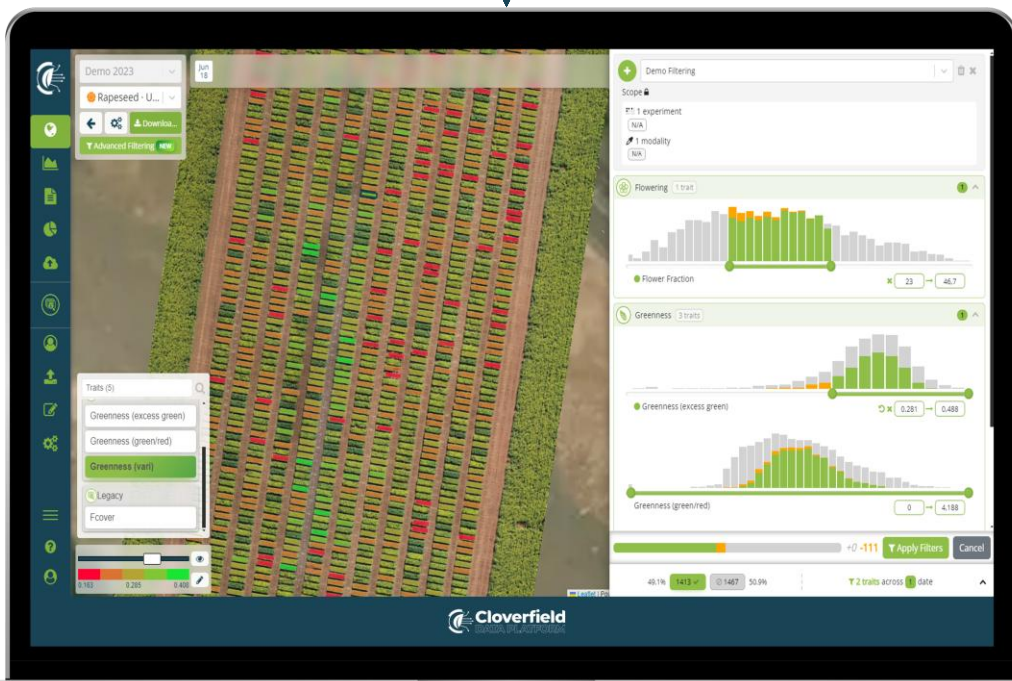 Demo 2023
Jun
18
Rapeseed - U...
Downloa...
Advanced Filtering NEW
Traits (5)
Greenness (excess green)
Greenness (green/red)
Greenness (vari)
Legacy
Fcover
0.163 0.285 0.400
Leaflet | Po
Demo Filtering
Scope
1 experiment
N/A
1 modality
N/A
Flowering 1 trait 1
Flower Fraction 23 → 46.7
Greenness 3 traits 1
Greenness (excess green) 0.281 → 0.488
Greenness (green/red) 0 → 4.188
+0 -111 Apply Filters Cancel
49.1% 1413 1467 50.9% 2 traits across 1 date
Cloverfield
DATA PLATFORM